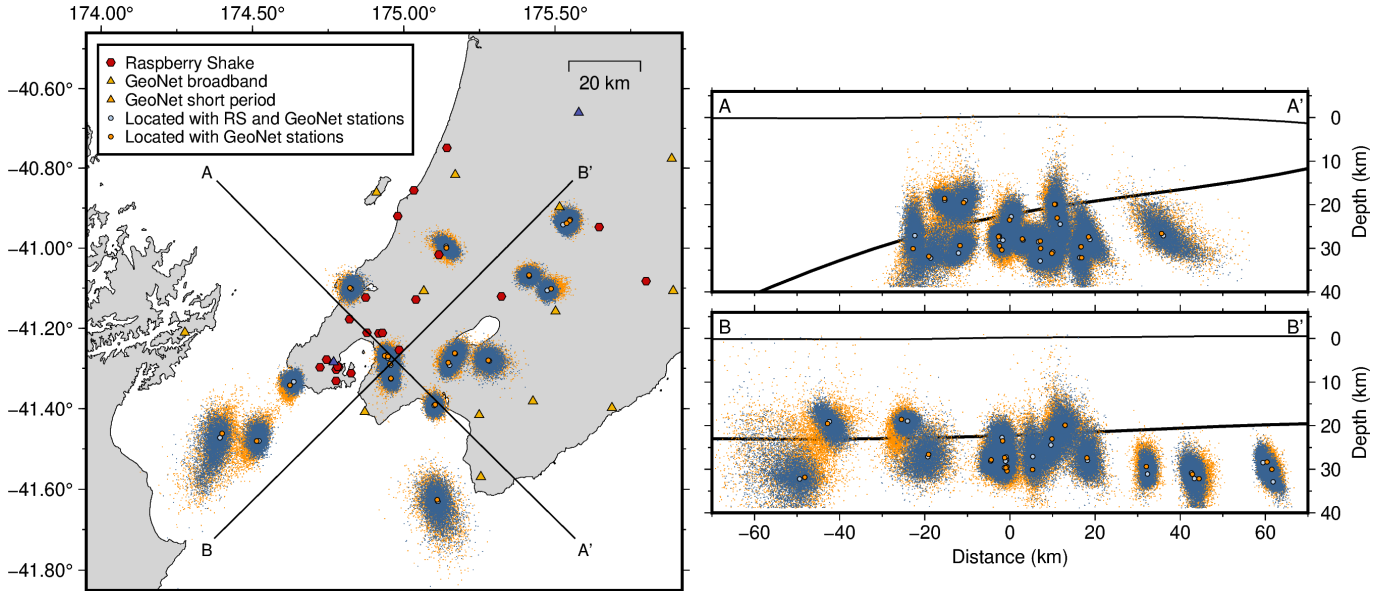 174.00° 174.50° 175.00° 175.50°
−40.60°
−40.80°
−41.00°
−41.20°
−41.40°
−41.60°
−41.80°
Raspberry Shake
GeoNet broadband
GeoNet short period
Located with RS and GeoNet stations
Located with GeoNet stations
20 km
A
B'
B
A'
A
A'
0
10
20
30
40
Depth (km)
B
B'
0
10
20
30
40
Depth (km)
−60 −40 −20 0 20 40 60
Distance (km)